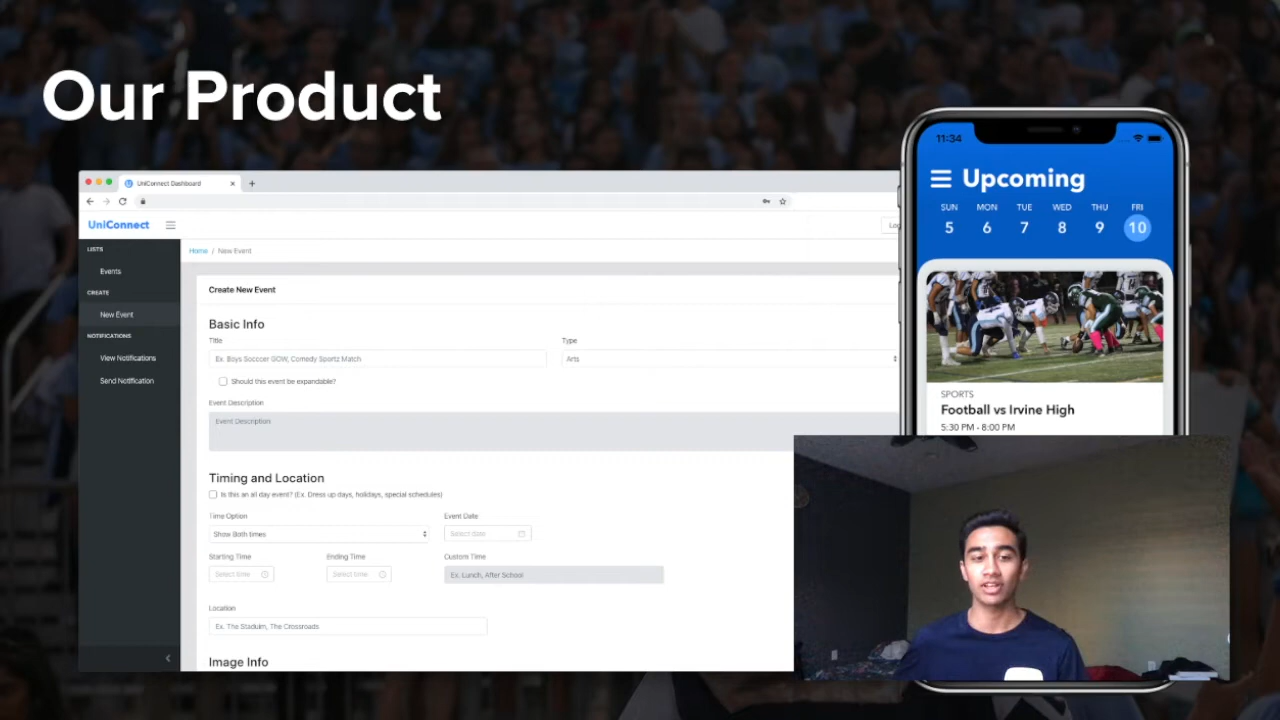 Our Product
UniConnect Dashboard
UniConnect
LISTS
Events
CREATE
New Event
NOTIFICATIONS
View Notifications
Send Notification
Home / New Event
Create New Event
Basic Info
Title
Type
Ex. Boys Socccer GOW, Comedy Sportz Match
Arts
Should this event be expandable?
Event Description
Event Description
Timing and Location
Is this an all day event? (Ex. Dress up days, holidays, special schedules)
Time Option
Event Date
Show Both times
Select date
Starting Time
Ending Time
Custom Time
Select time
Select time
Ex. Lunch, After School
Location
Ex. The Staduim, The Crossroads
Image Info
11:34
Upcoming
SUN MON TUE WED THU FRI
5 6 7 8 9 10
SPORTS
Football vs Irvine High
5:30 PM - 8:00 PM